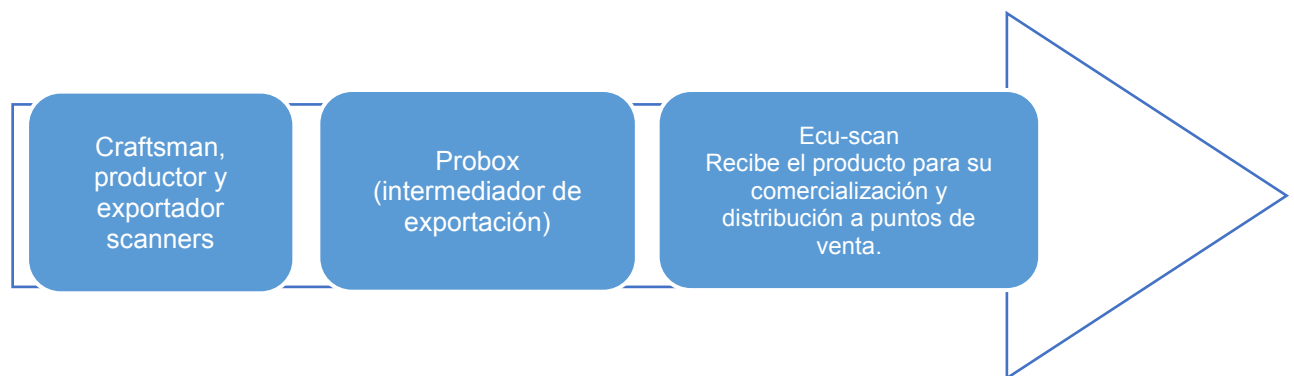 Craftsman,
productor y
exportador
scanners
Probox
(intermediador de
exportación)
Ecu-scan
Recibe el producto para su
comercialización y
distribución a puntos de
venta.